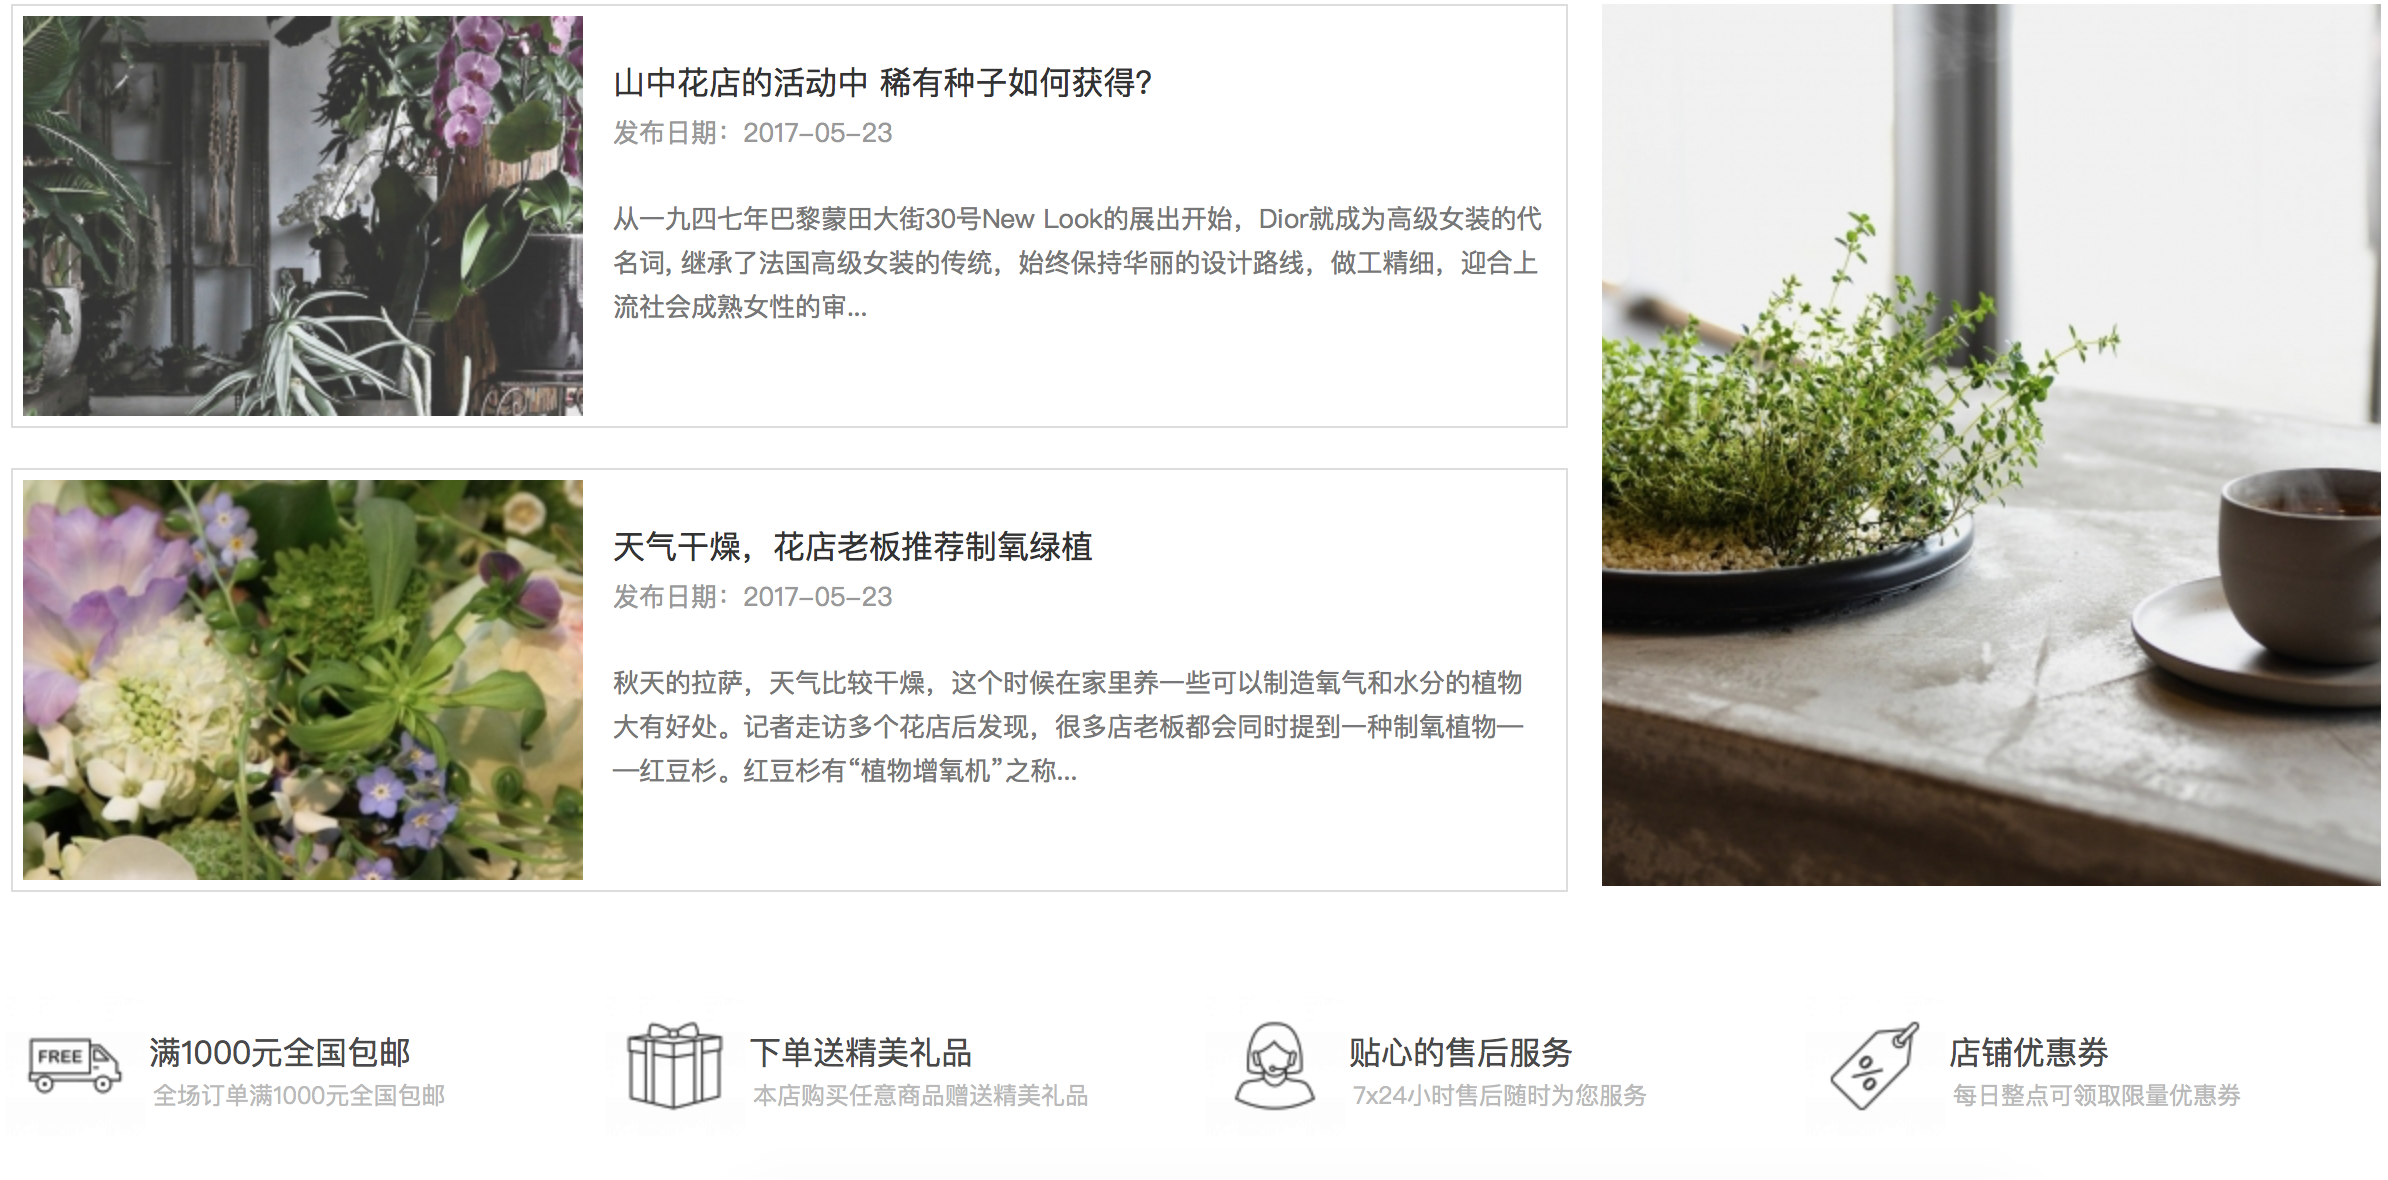 山中花店的活动中 稀有种子如何获得?
发布日期：2017-05-23
从一九四七年巴黎蒙田大街30号New Look的展出开始，Dior就成为高级女装的代
名词, 继承了法国高级女装的传统，始终保持华丽的设计路线，做工精细，迎合上
流社会成熟女性的审...
天气干燥，花店老板推荐制氧绿植
发布日期：2017-05-23
秋天的拉萨，天气比较干燥，这个时候在家里养一些可以制造氧气和水分的植物
大有好处。记者走访多个花店后发现，很多店老板都会同时提到一种制氧植物—
—红豆杉。红豆杉有“植物增氧机”之称...
FREE
满1000元全国包邮
全场订单满1000元全国包邮
下单送精美礼品
本店购买任意商品赠送精美礼品
贴心的售后服务
7x24小时售后随时为您服务
%
店铺优惠劵
每日整点可领取限量优惠劵